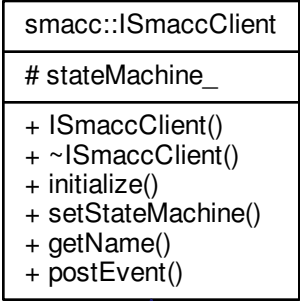 smacc::ISmaccClient
# stateMachine_
+ ISmaccClient()
+ ~ISmaccClient()
+ initialize()
+ setStateMachine()
+ getName()
+ postEvent()